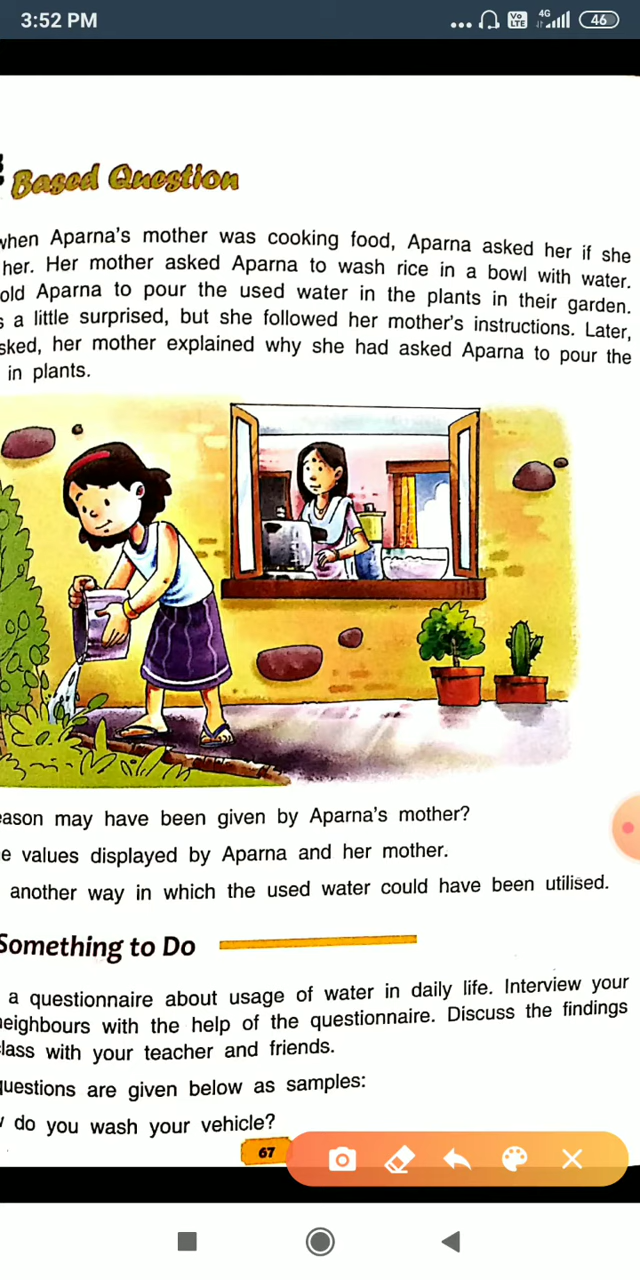 3:52 PM
Vo LTE 4G 46
Based Question
when Aparna's mother was cooking food, Aparna asked her if she
her. Her mother asked Aparna to wash rice in a bowl with water.
old Aparna to pour the used water in the plants in their garden.
s a little surprised, but she followed her mother's instructions. Later,
sked, her mother explained why she had asked Aparna to pour the
in plants.
eason may have been given by Aparna's mother?
e values displayed by Aparna and her mother.
another way in which the used water could have been utilised.
Something to Do
a questionnaire about usage of water in daily life. Interview your
neighbours with the help of the questionnaire. Discuss the findings
lass with your teacher and friends.
questions are given below as samples:
w do you wash your vehicle?
67